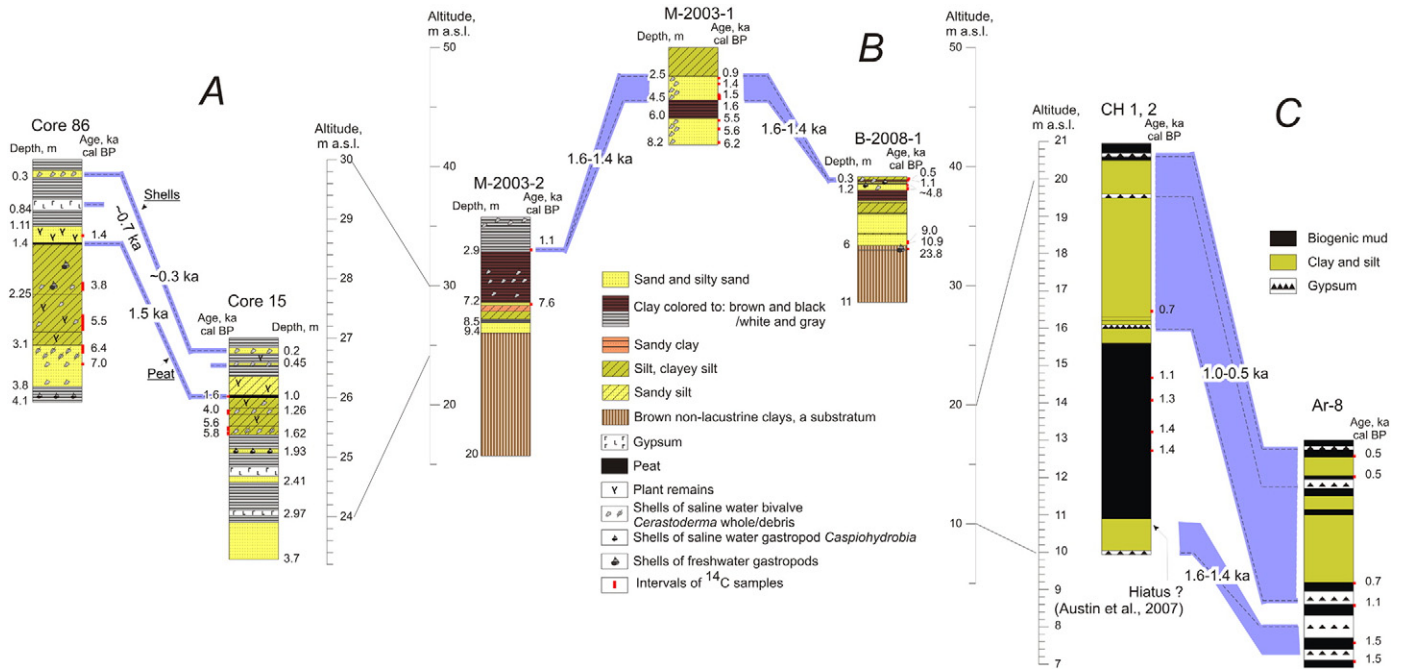 A
Core 86
Depth, m
Age, ka
cal BP
0.3
0.84
1.11
1.4
2.25
3.1
3.8
4.1
1.4
3.8
5.5
6.4
7.0
Shells
~0.7 ka
~0.3 ka
1.5 ka
Peat
Core 15
Age, ka
cal BP
Depth, m
1.6
4.0
5.6
5.8
0.2
0.45
1.0
1.26
1.62
1.93
2.41
2.97
3.7
Altitude,
m a.s.l.
30
29
28
27
26
25
24
Altitude,
m a.s.l.
50
40
30
20
M-2003-2
Depth, m
Age, ka
cal BP
2.9
7.2
8.5
9.4
20
1.1
7.6
1.6-1.4 ka
M-2003-1
Depth, m
Age, ka
cal BP
2.5
4.5
6.0
8.2
0.9
1.4
1.5
1.6
5.5
5.6
6.2
B
1.6-1.4 ka
B-2008-1
Depth, m
Age, ka
cal BP
0.3
1.2
6
11
0.5
1.1
~4.8
9.0
10.9
23.8
Sand and silty sand
Clay colored to: brown and black
/white and gray
Sandy clay
Silt, clayey silt
Sandy silt
Brown non-lacustrine clays, a substratum
Gypsum
Peat
Plant remains
Shells of saline water bivalve
Cerastoderma whole/debris
Shells of saline water gastropod Caspiohydrobia
Shells of freshwater gastropods
Intervals of 14C samples
Altitude,
m a.s.l.
50
40
30
20
10
Altitude,
m a.s.l.
21
20
19
18
17
16
15
14
13
12
11
10
9
8
7
CH 1, 2
Age, ka
cal BP
0.7
1.1
1.3
1.4
1.4
C
Biogenic mud
Clay and silt
Gypsum
1.0-0.5 ka
1.6-1.4 ka
Hiatus ?
(Austin et al., 2007)
Ar-8
Age, ka
cal BP
0.5
0.5
0.7
1.1
1.5
1.5